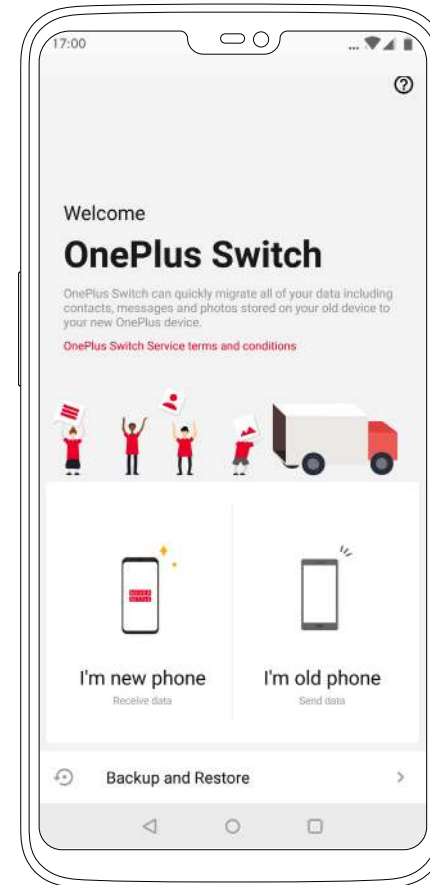 17:00
Welcome
OnePlus Switch
OnePlus Switch can quickly migrate all of your data including
contacts, messages and photos stored on your old device to
your new OnePlus device.
OnePlus Switch Service terms and conditions
NEVER
SETTLE
I'm new phone
Receive data
I'm old phone
Send data
Backup and Restore